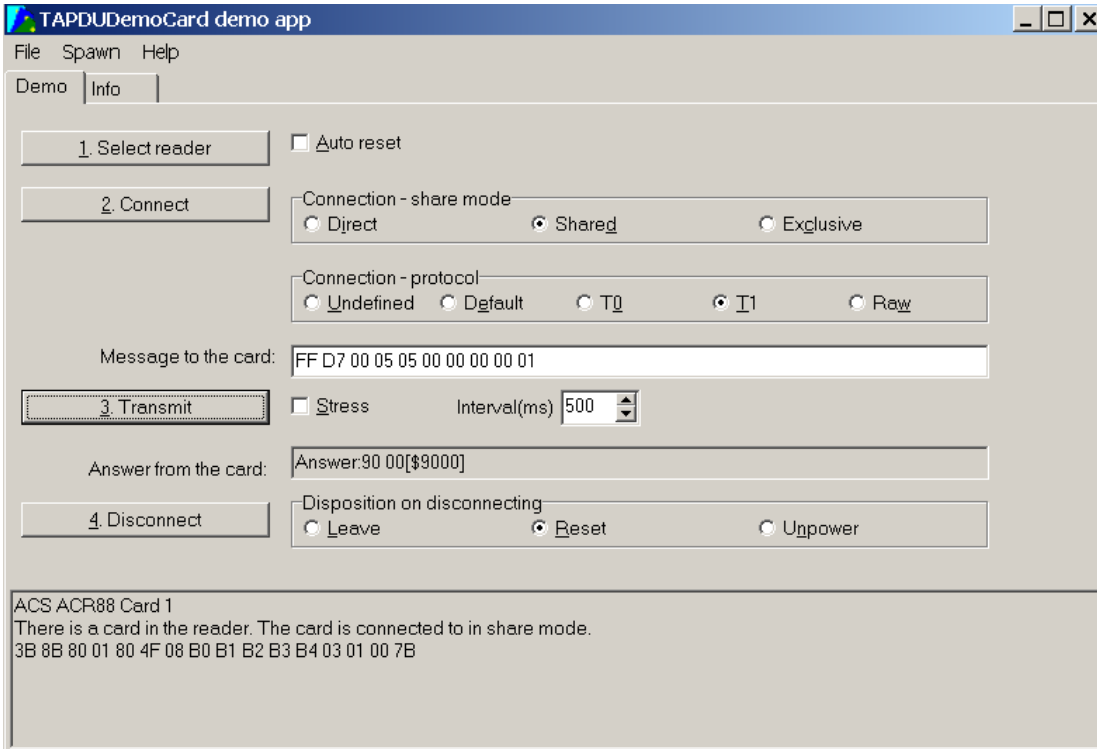 TAPDUDemoCard demo app
File Spawn Help
Demo Info
1. Select reader Auto reset
2. Connect Connection - share mode
Direct Shared Exclusive
Connection - protocol
Undefined Default T0 T1 Raw
Message to the card: FF D7 00 05 05 00 00 00 00 01
3. Transmit Stress Interval(ms) 500
Answer from the card: Answer:90 00[$9000]
4. Disconnect Disposition on disconnecting
Leave Reset Unpower
ACS ACR88 Card 1
There is a card in the reader. The card is connected to in share mode.
3B 8B 80 01 80 4F 08 B0 B1 B2 B3 B4 03 01 00 7B